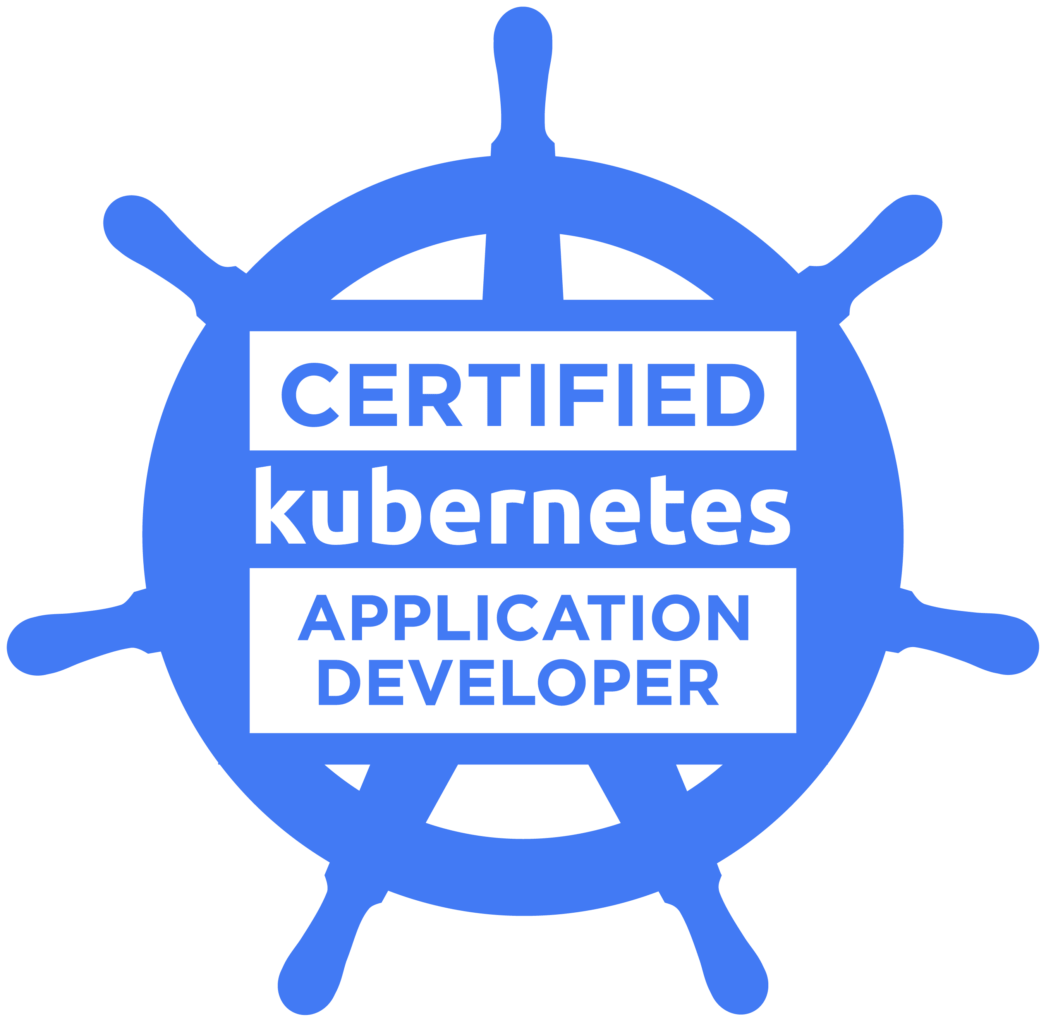 CERTIFIED
kubernetes
APPLICATION
DEVELOPER